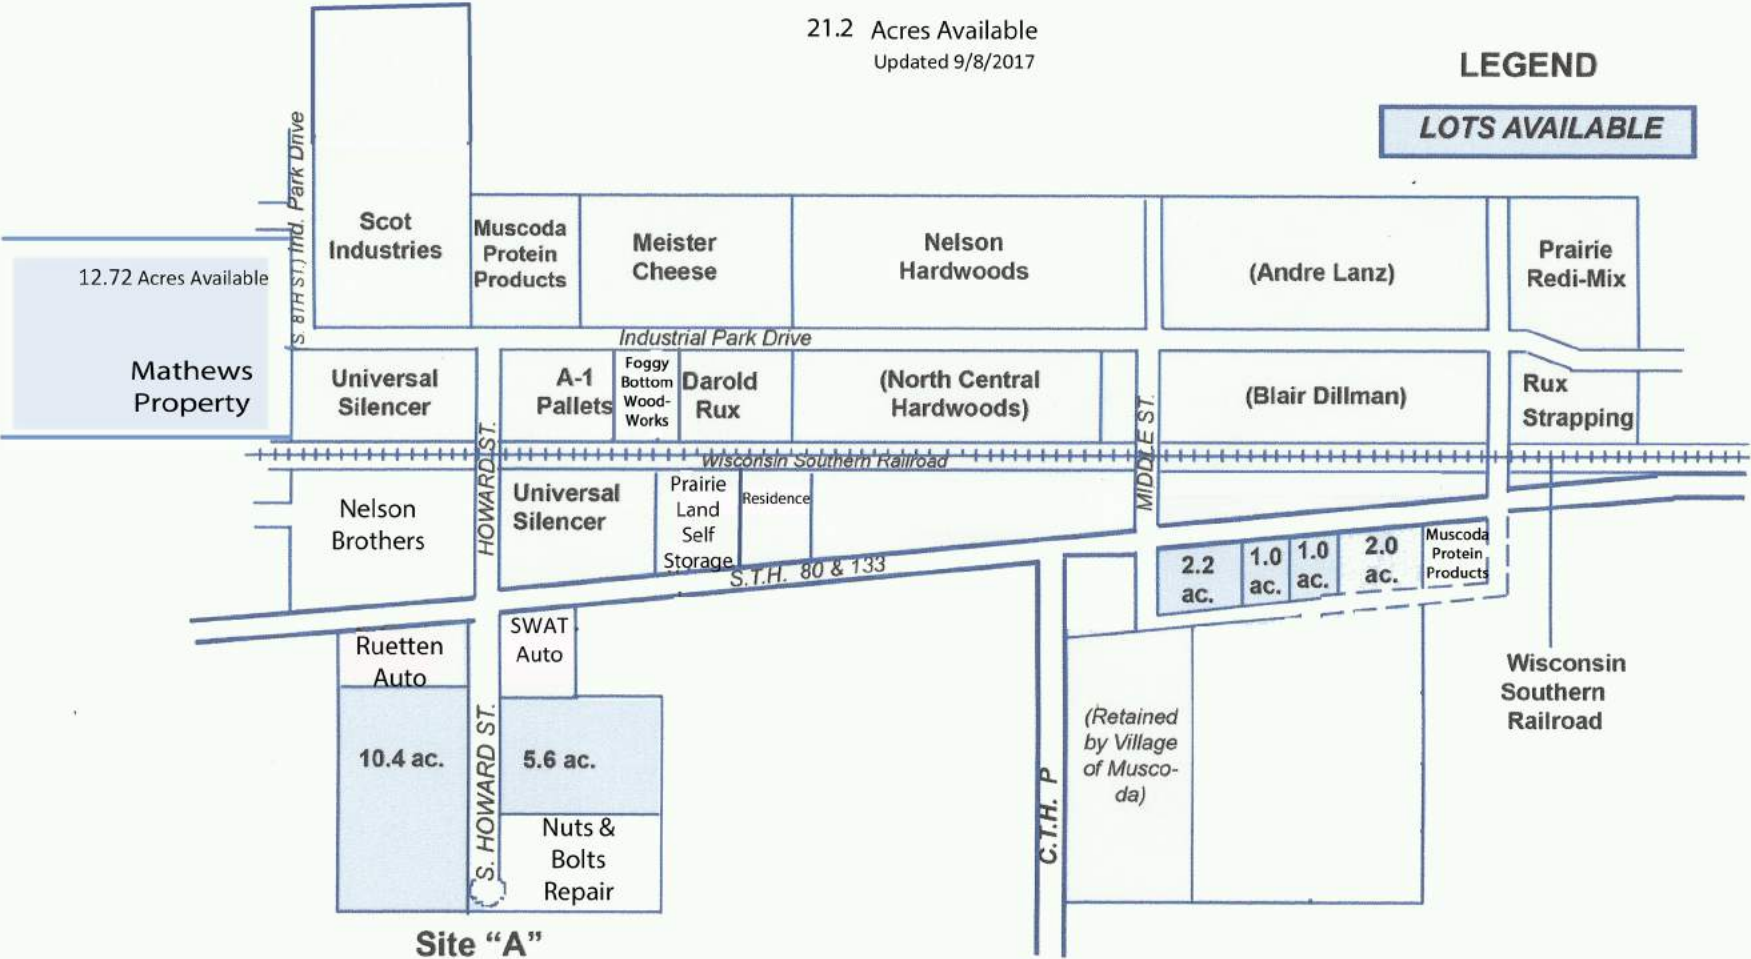 21.2 Acres Available
Updated 9/8/2017
LEGEND
LOTS AVAILABLE
S. 8TH ST.) Ind. Park Drive
Scot
Industries
Muscoda
Protein
Products
Meister
Cheese
Nelson
Hardwoods
(Andre Lanz)
Prairie
Redi-Mix
12.72 Acres Available
Mathews
Property
Industrial Park Drive
Universal
Silencer
A-1
Pallets
Foggy
Bottom
Wood-
Works
Darold
Rux
(North Central
Hardwoods)
(Blair Dillman)
Rux
Strapping
HOWARD ST.
MIDDLE ST.
Wisconsin Southern Railroad
Nelson
Brothers
Universal
Silencer
Prairie
Land
Self
Storage
Residence
S.T.H. 80 & 133
2.2
ac.
1.0
ac.
1.0
ac.
2.0
ac.
Muscoda
Protein
Products
Ruetten
Auto
SWAT
Auto
10.4 ac.
S. HOWARD ST.
5.6 ac.
Nuts &
Bolts
Repair
C.T.H. P
(Retained
by Village
of Musco-
da)
Wisconsin
Southern
Railroad
Site “A”